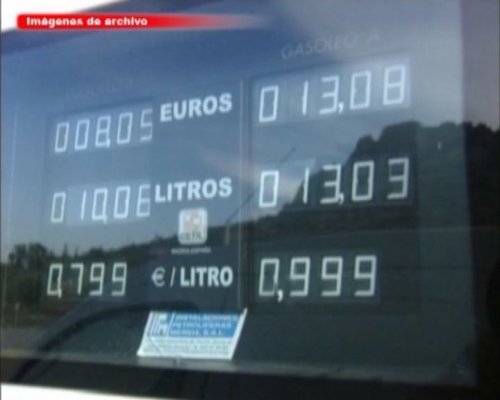 Imágenes de archivo
GASOLEO A
008,05 EUROS 013,08
010,06 LITROS 013,09
0,799 €/LITRO 0,999
INSTALACIONES
PETROLIFERAS